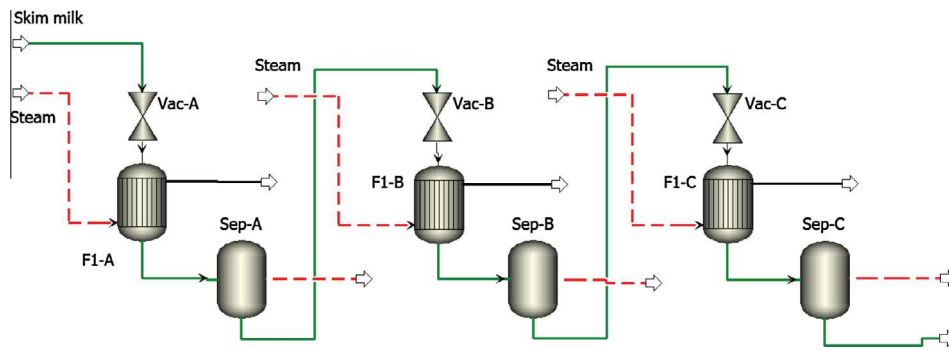 Skim milk
Steam
Vac-A
F1-A
Sep-A
Steam
Vac-B
F1-B
Sep-B
Steam
Vac-C
F1-C
Sep-C